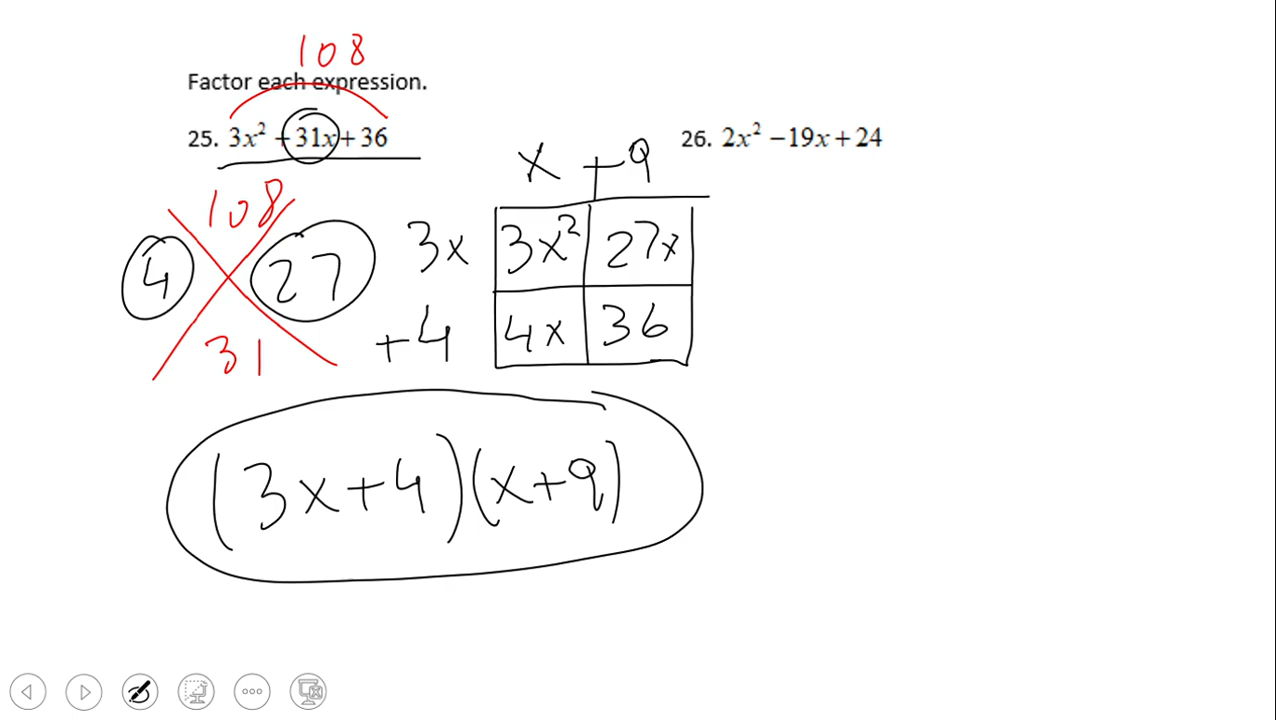 108
Factor each expression.
25. 3x² + 31x + 36
26. 2x² − 19x + 24
x + 9
108
4 27
31
3x 3x² 27x
+4 4x 36
(3x+4)(x+9)